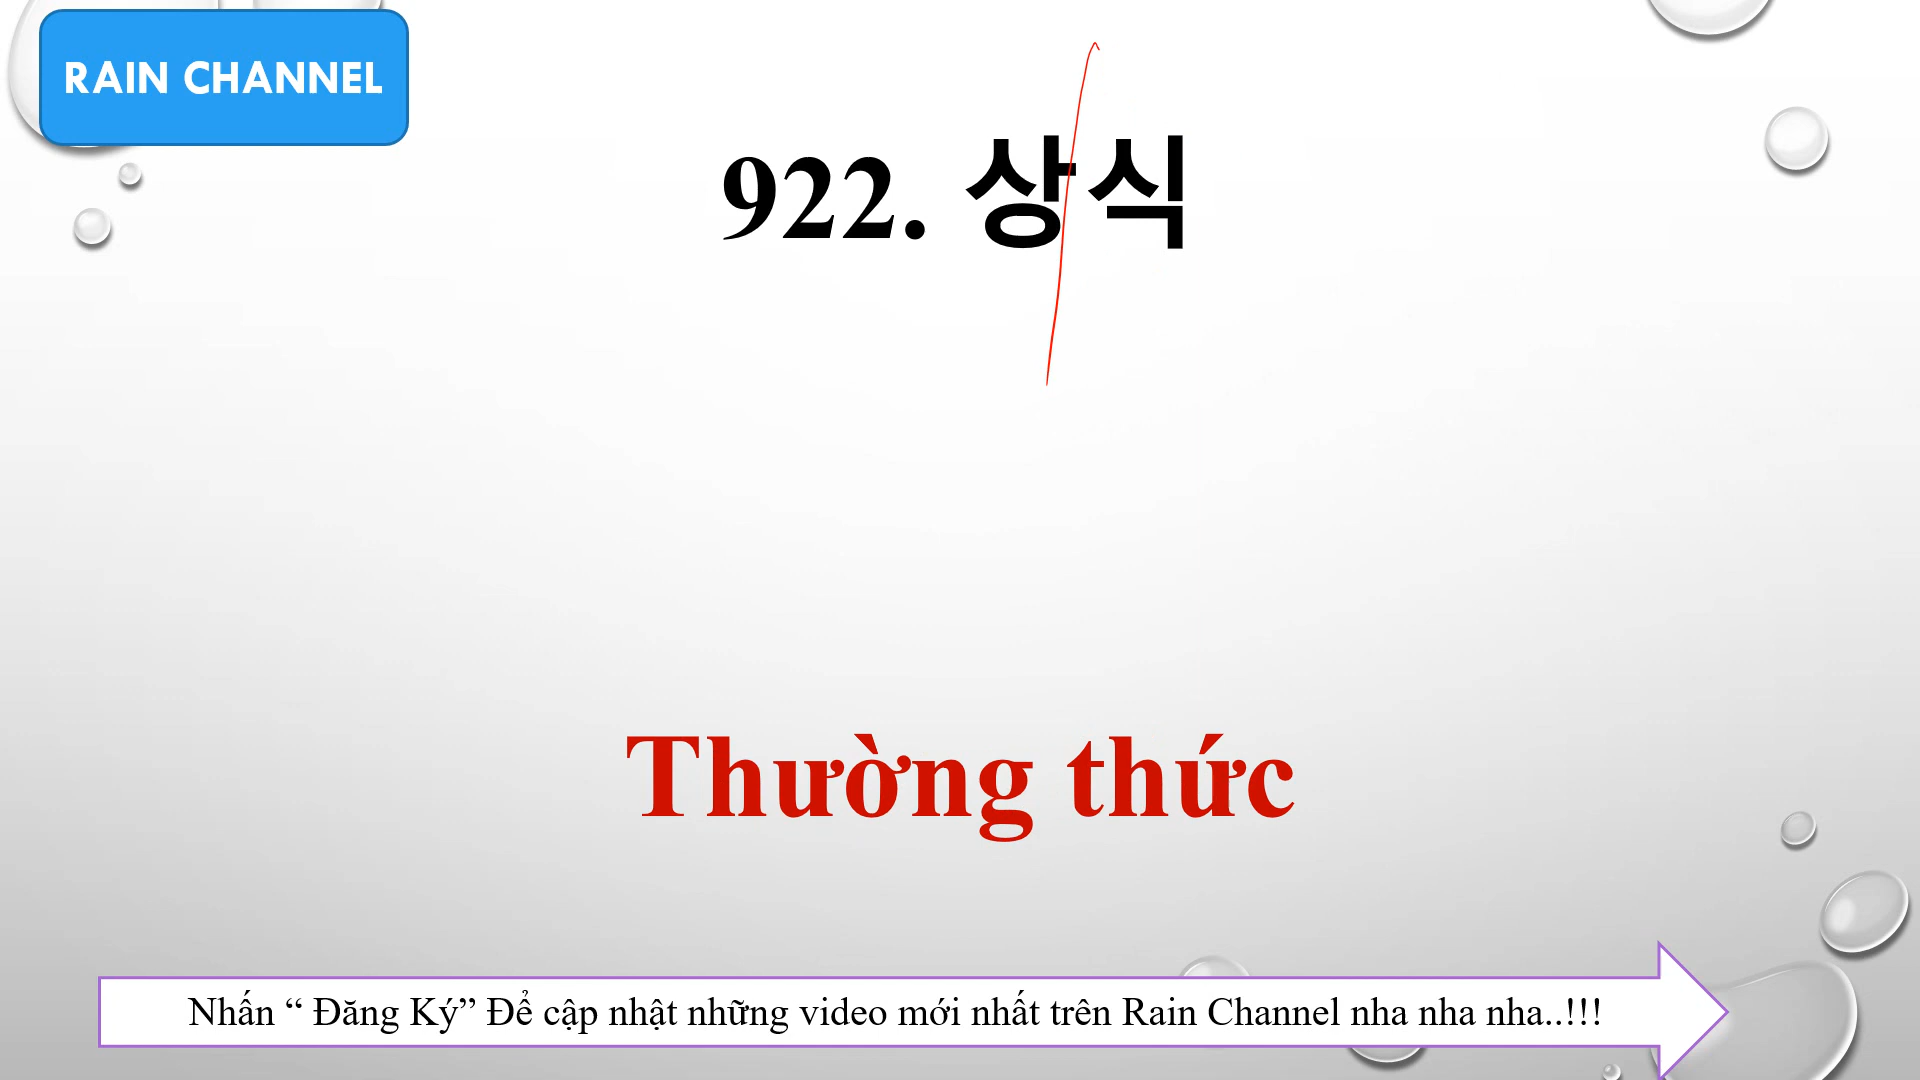 RAIN CHANNEL
922. 상식
Thường thức
Nhấn “ Đăng Ký” Để cập nhật những video mới nhất trên Rain Channel nha nha nha..!!!